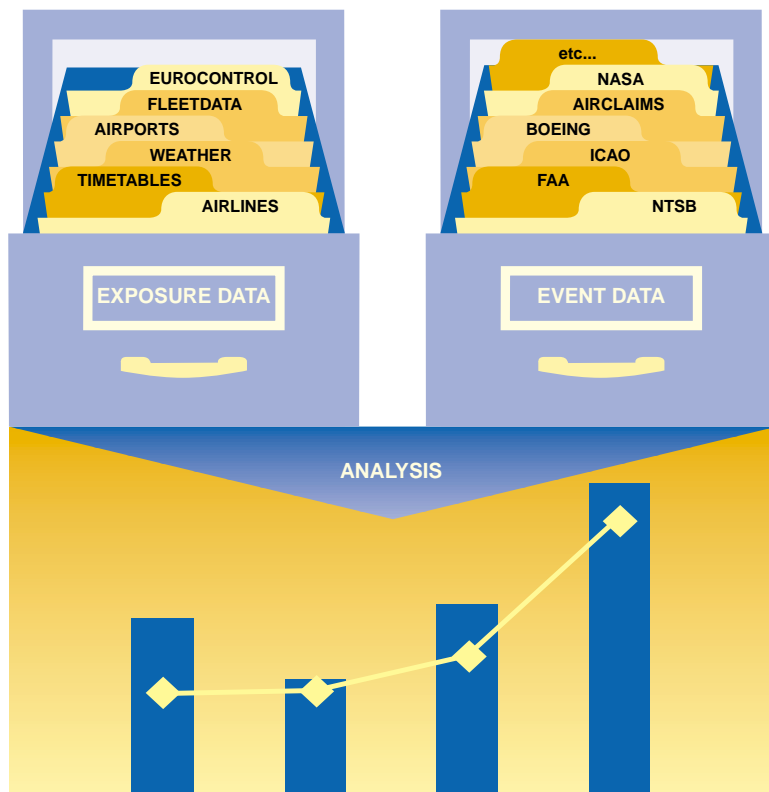 EUROCONTROL
FLEETDATA
AIRPORTS
WEATHER
TIMETABLES
AIRLINES
EXPOSURE DATA
etc...
NASA
AIRCLAIMS
BOEING
ICAO
FAA
NTSB
EVENT DATA
ANALYSIS